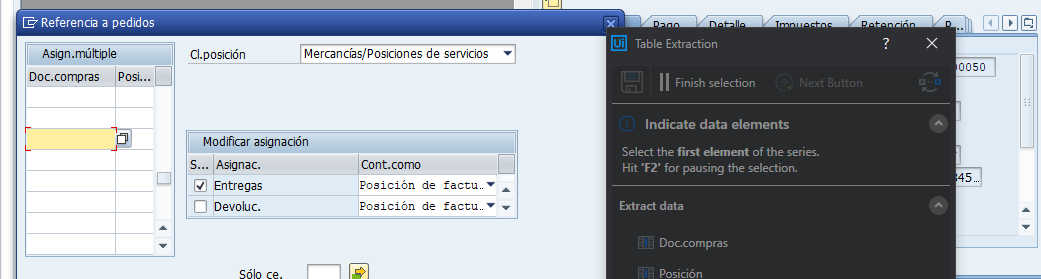 Referencia a pedidos
Pago
Detalle
Impuestos
Retención
P...
Asign.múltiple
Doc.compras
Posi...
Cl.posición
Mercancías/Posiciones de servicios
Modificar asignación
S...
Asignac.
Cont.como
Entregas
Posición de factu..
Devoluc.
Posición de factu..
Sólo ce.
Ui
Table Extraction
?
Finish selection
Next Button
Indicate data elements
Select the first element of the series.
Hit 'F2' for pausing the selection.
Extract data
Doc.compras
Posición
00050
845...